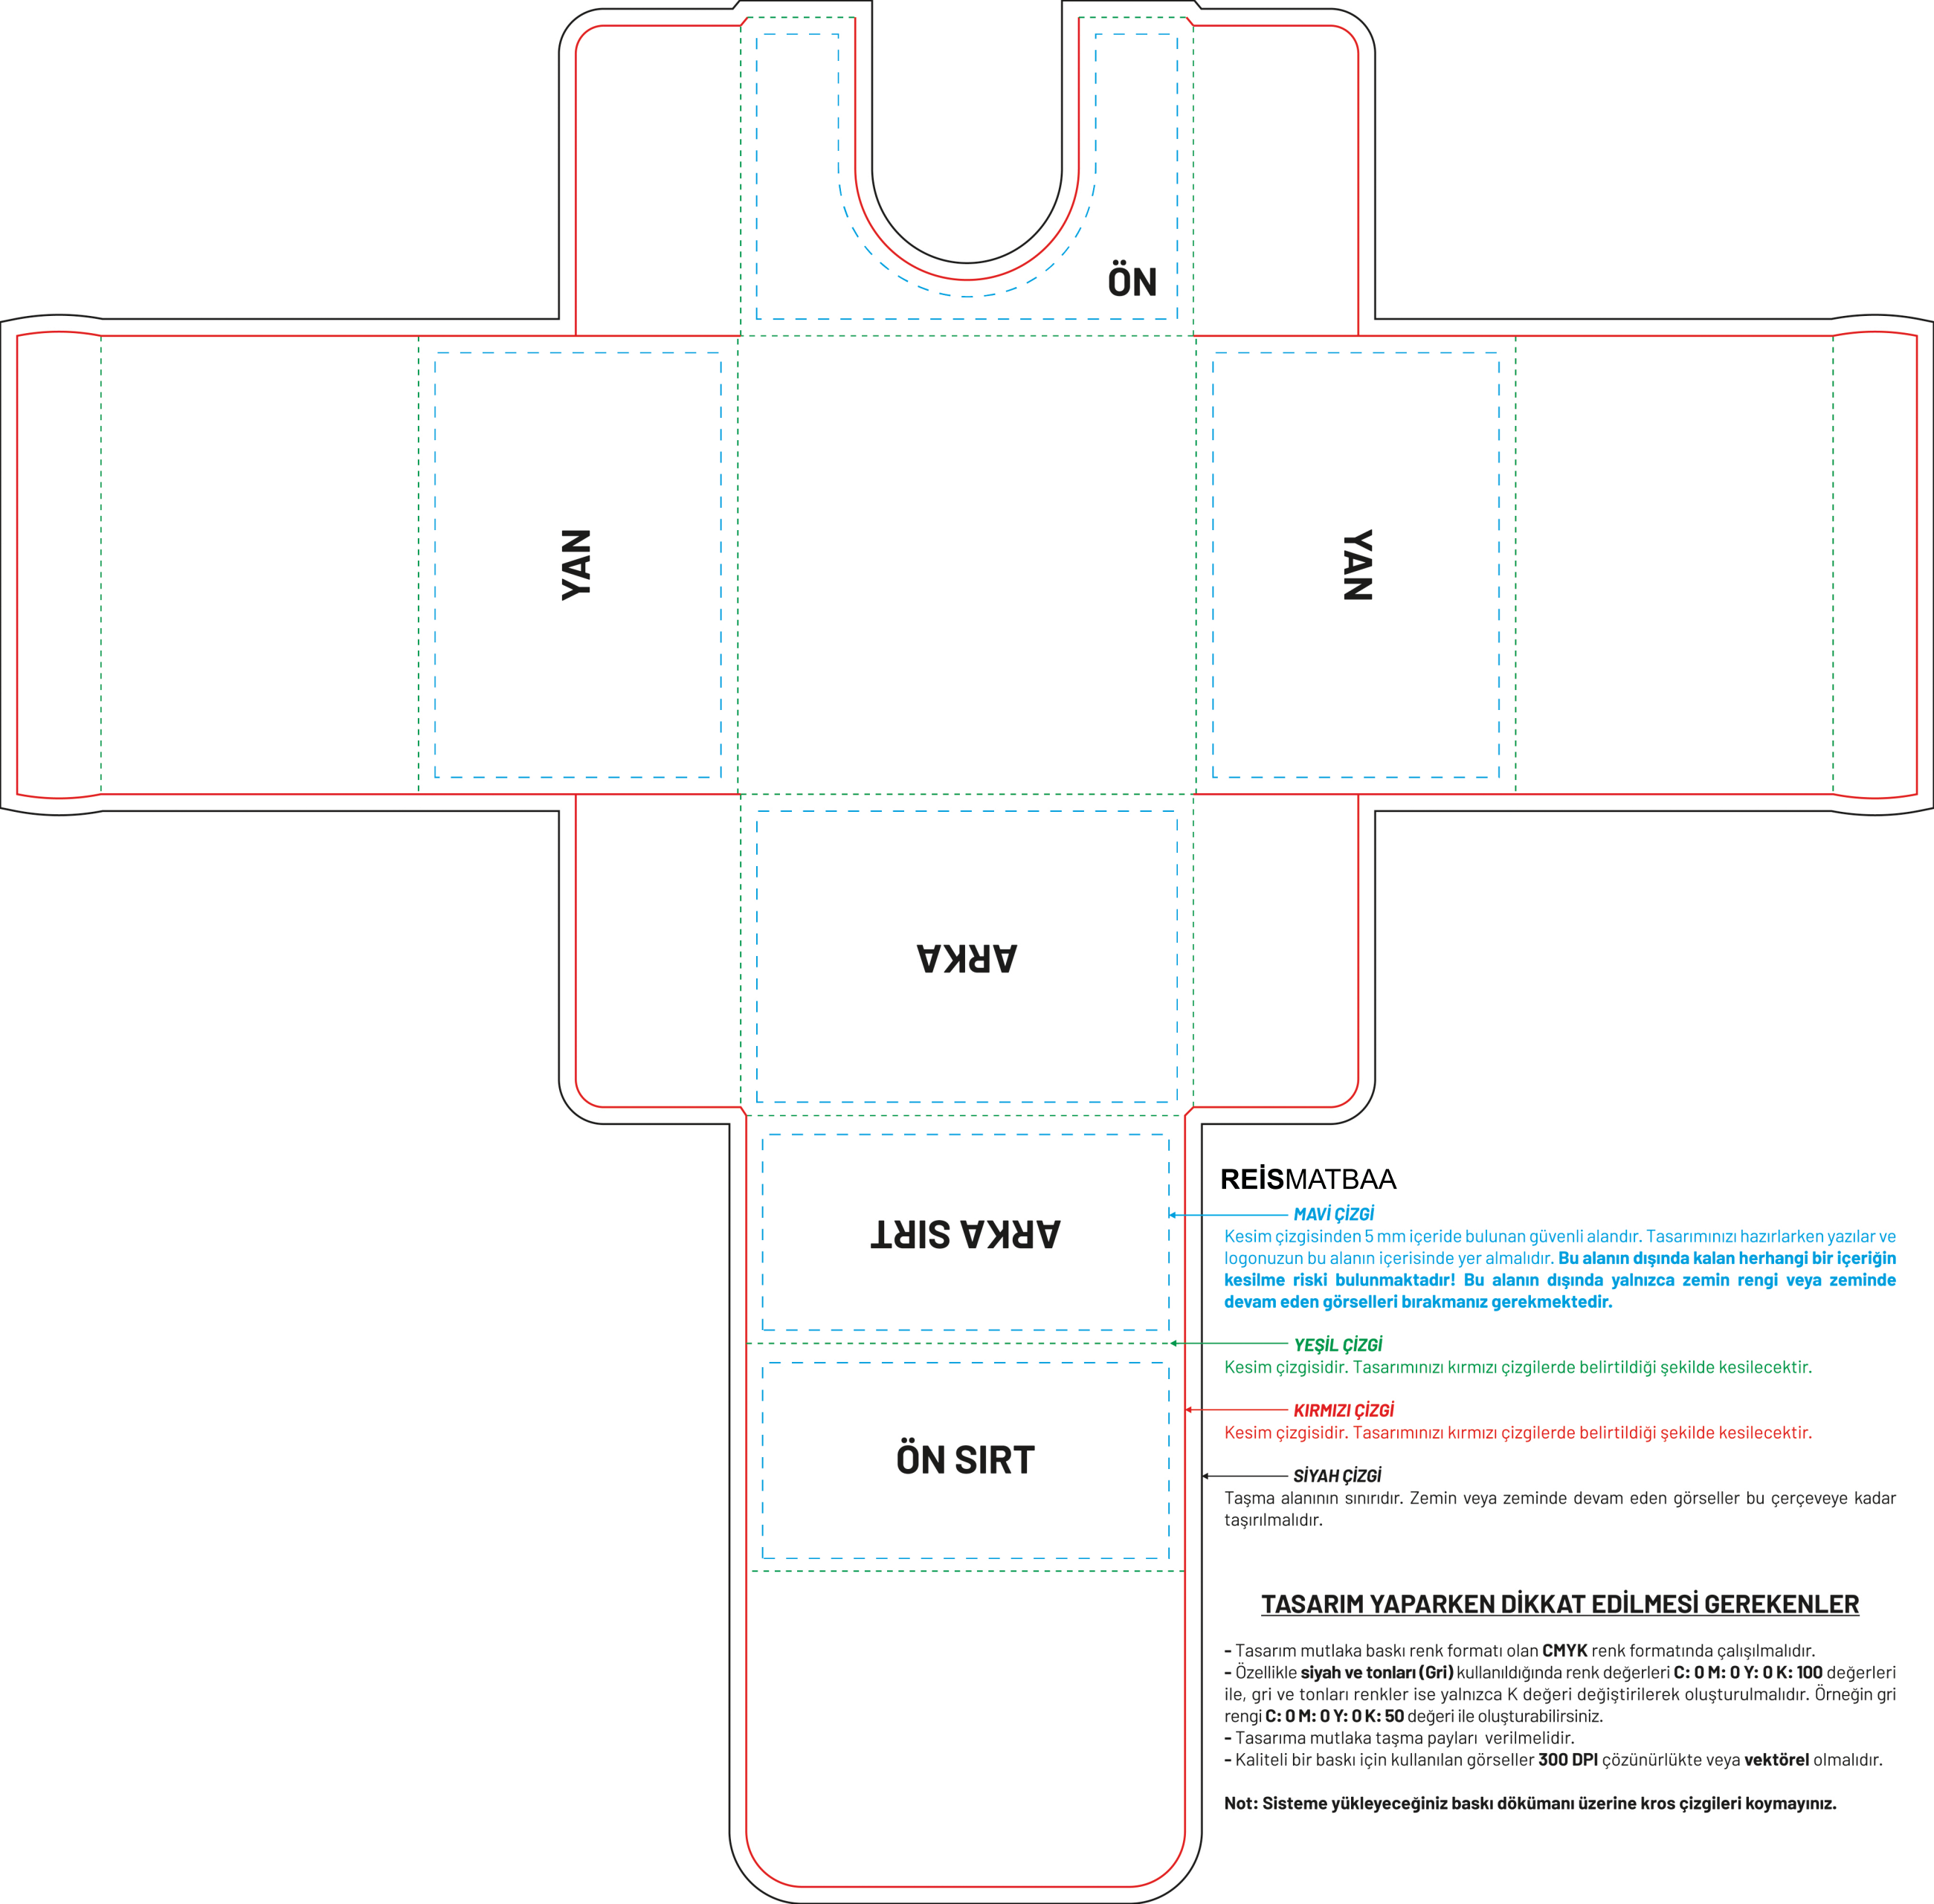 ÖN
YAN
YAN
ARKA
ARKA SIRT
ÖN SIRT
REİSMATBAA
MAVİ ÇİZGİ
Kesim çizgisinden 5 mm içeride bulunan güvenli alandır. Tasarımınızı hazırlarken yazılar ve
logonuzun bu alanın içerisinde yer almalıdır. Bu alanın dışında kalan herhangi bir içeriğin
kesilme riski bulunmaktadır! Bu alanın dışında yalnızca zemin rengi veya zeminde
devam eden görselleri bırakmanız gerekmektedir.
YEŞİL ÇİZGİ
Kesim çizgisidir. Tasarımınızı kırmızı çizgilerde belirtildiği şekilde kesilecektir.
KIRMIZI ÇİZGİ
Kesim çizgisidir. Tasarımınızı kırmızı çizgilerde belirtildiği şekilde kesilecektir.
SİYAH ÇİZGİ
Taşma alanının sınırıdır. Zemin veya zeminde devam eden görseller bu çerçeveye kadar
taşırılmalıdır.
TASARIM YAPARKEN DİKKAT EDİLMESİ GEREKENLER
- Tasarım mutlaka baskı renk formatı olan CMYK renk formatında çalışılmalıdır.
- Özellikle siyah ve tonları (Gri) kullanıldığında renk değerleri C: 0 M: 0 Y: 0 K: 100 değerleri
ile, gri ve tonları renkler ise yalnızca K değeri değiştirilerek oluşturulmalıdır. Örneğin gri
rengi C: 0 M: 0 Y: 0 K: 50 değeri ile oluşturabilirsiniz.
- Tasarıma mutlaka taşma payları verilmelidir.
- Kaliteli bir baskı için kullanılan görseller 300 DPI çözünürlükte veya vektörel olmalıdır.
Not: Sisteme yükleyeceğiniz baskı dökümanı üzerine kros çizgileri koymayınız.